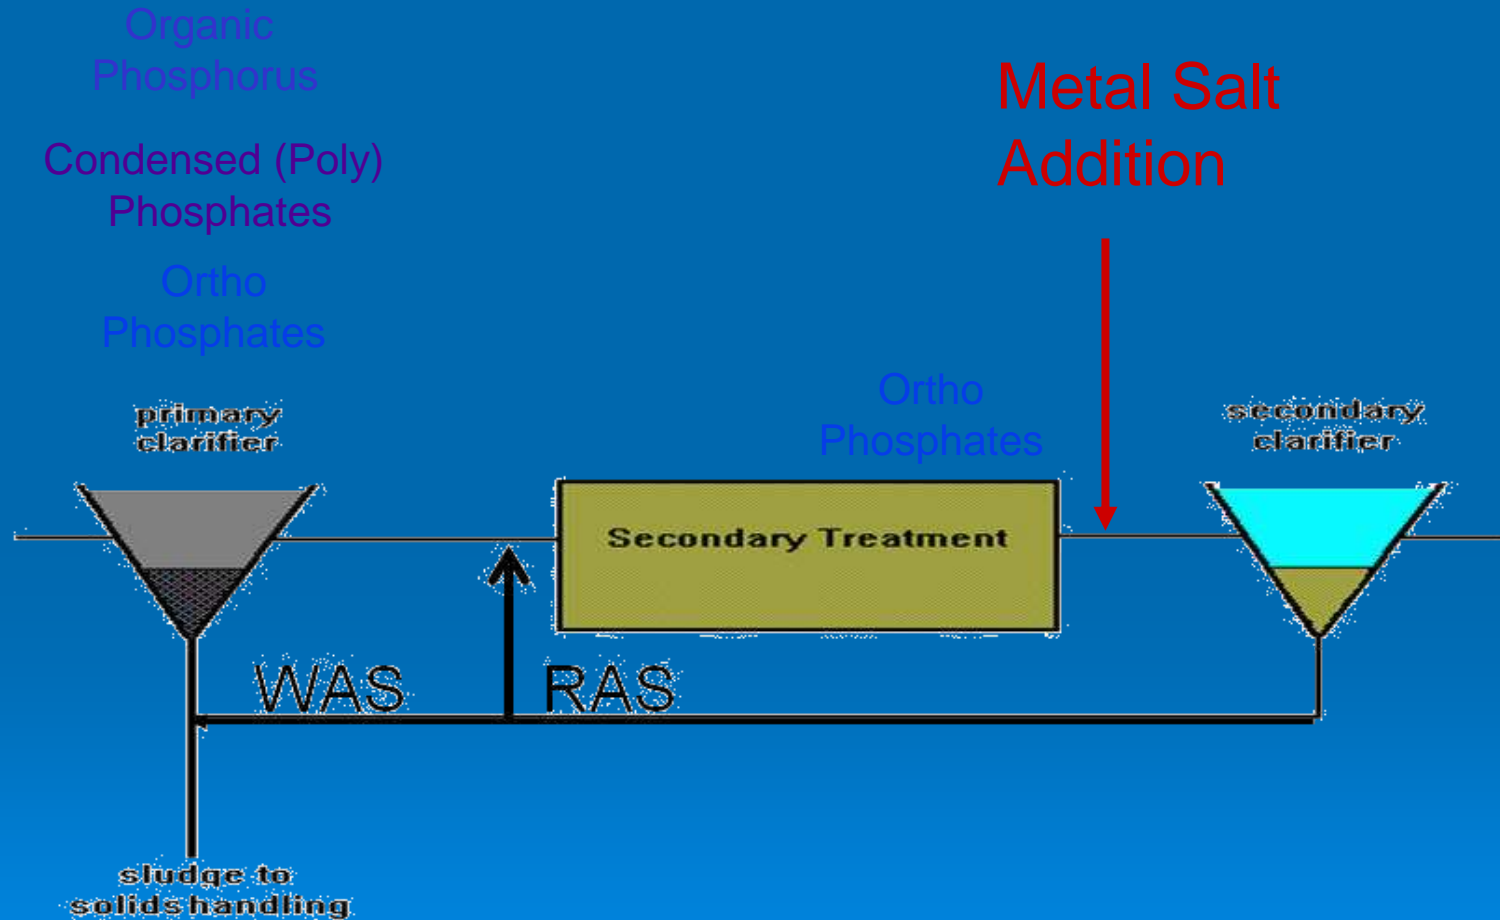 Organic
Phosphorus
Condensed (Poly)
Phosphates
Ortho
Phosphates
primary
clarifier
Metal Salt
Addition
Ortho
Phosphates
secondary
clarifier
Secondary Treatment
WAS
RAS
sludge to
solids handling